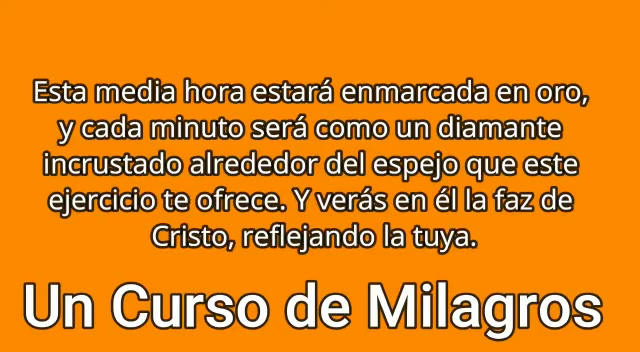 Esta media hora estará enmarcada en oro,
y cada minuto será como un diamante
incrustado alrededor del espejo que este
ejercicio te ofrece. Y verás en él la faz de
Cristo, reflejando la tuya.
Un Curso de Milagros